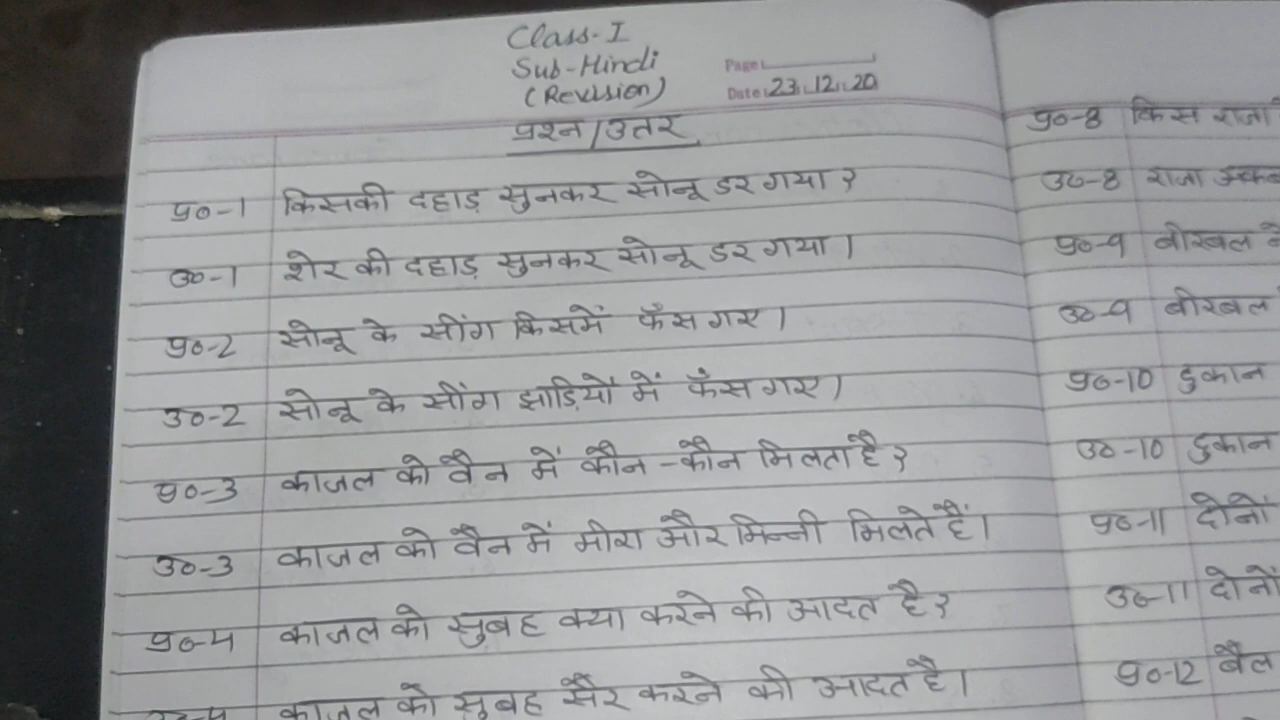 Class-I
Sub-Hindi
(Revision)
Page
Date 23.12.20
प्रश्न/उत्तर
प्र०-1 किसकी दहाड़ सुनकर सोनू डर गया ?
उ०-1 शेर की दहाड़ सुनकर सोनू डर गया।
प्र०-2 सोनू के सींग किसमें फँस गए।
उ०-2 सोनू के सींग झाड़ियों में फँस गए।
प्र०-3 काजल को वैन में कौन-कौन मिलता है ?
उ०-3 काजल को वैन में मीरा और मिन्नी मिलते हैं।
प्र०-4 काजल को सुबह क्या करने की आदत है ?
उ०-4 काजल को सुबह सैर करने की आदत है।
प्र०-8 किस राजा
उ०-8 राजा
प्र०-9 बीरबल
उ०-9 बीरबल
प्र०-10 दुकान
उ०-10 दुकान
प्र०-11 दोनों
उ०-11 दोनों
प्र०-12 बैल